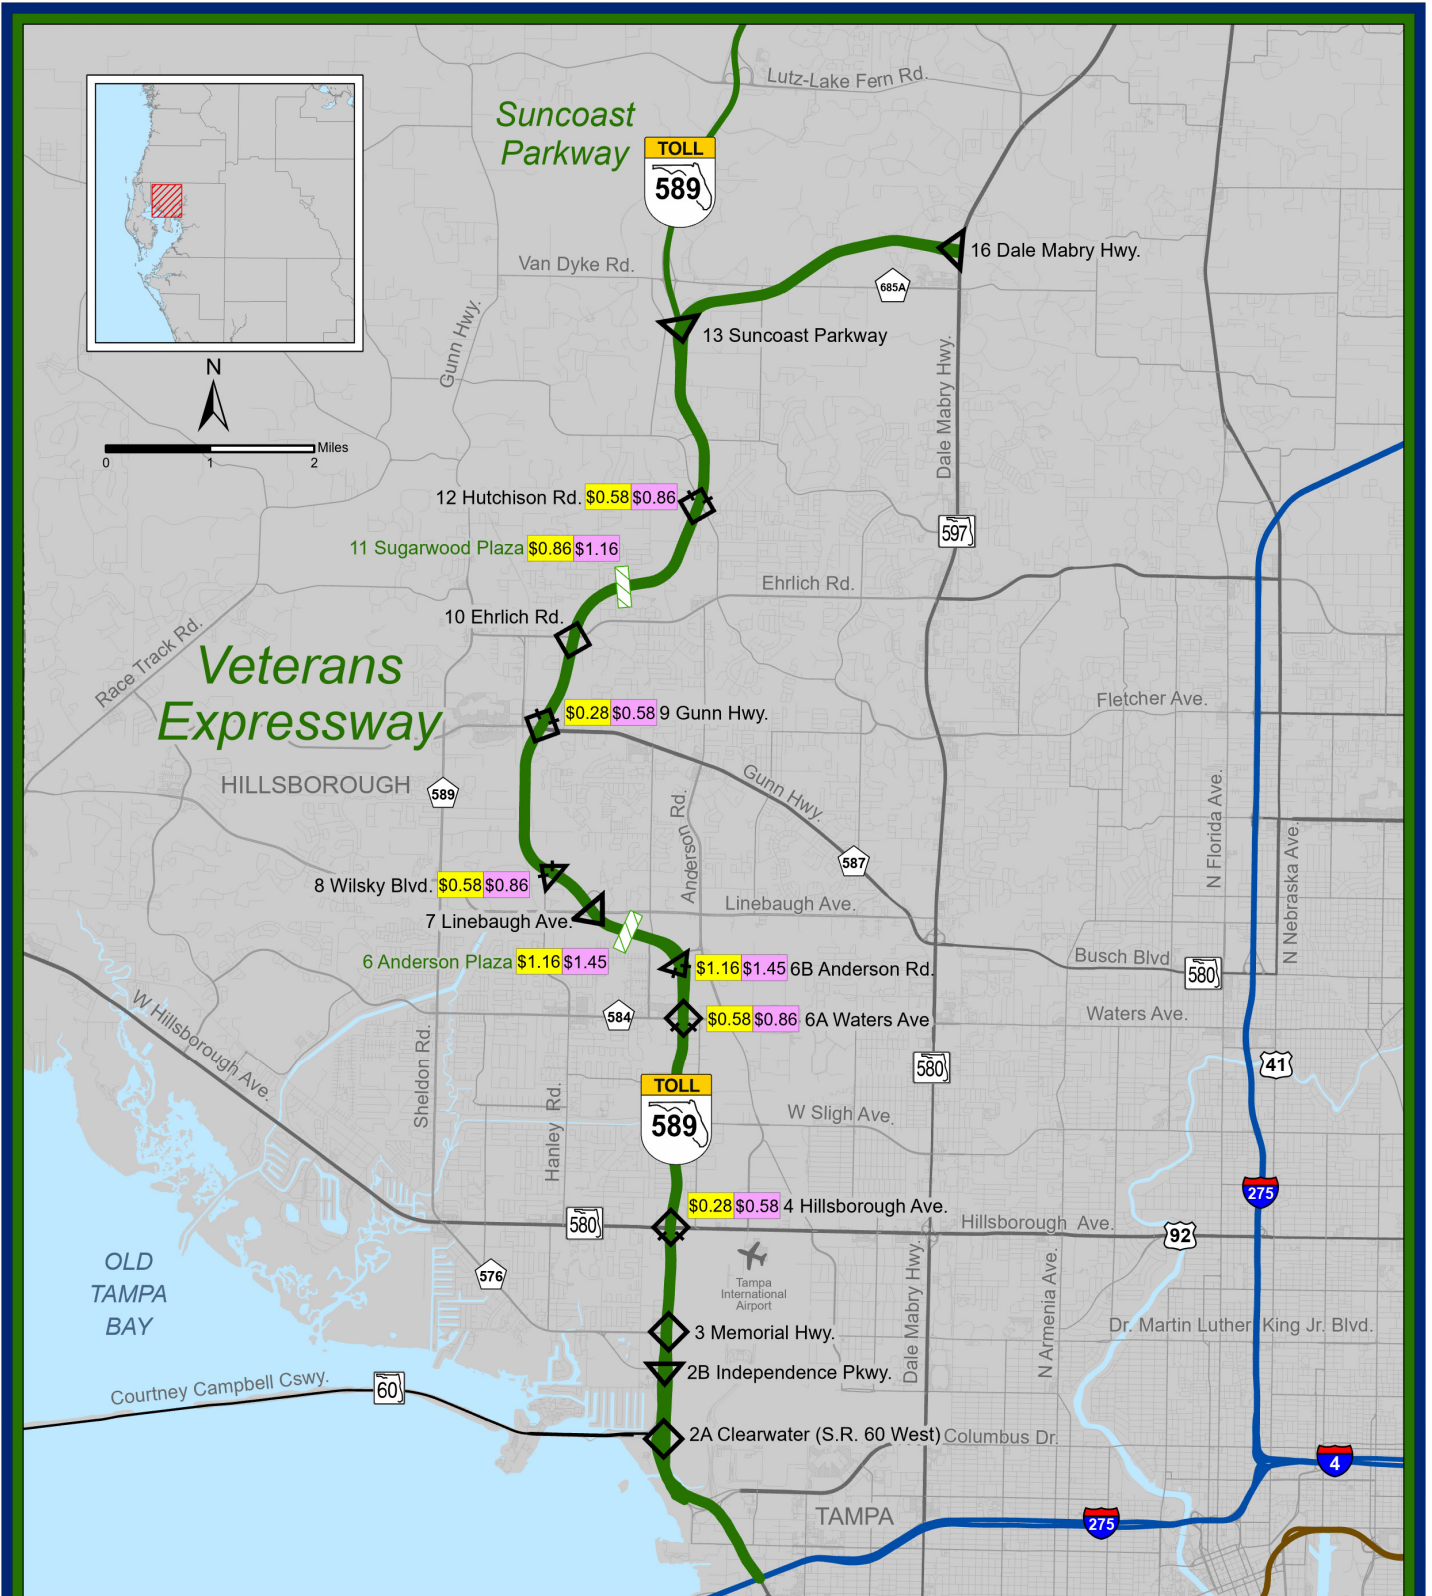 Lutz-Lake Fern Rd.
Suncoast
Parkway
TOLL
589
16 Dale Mabry Hwy.
Van Dyke Rd.
685A
Gunn Hwy.
13 Suncoast Parkway
N
Miles
0 1 2
Dale Mabry Hwy.
12 Hutchison Rd. $0.58 $0.86
597
11 Sugarwood Plaza $0.86 $1.16
Ehrlich Rd.
10 Ehrlich Rd.
Race Track Rd.
Veterans
Expressway
Fletcher Ave.
$0.28 $0.58 9 Gunn Hwy.
HILLSBOROUGH
589
Gunn Hwy.
Anderson Rd.
N Florida Ave.
N Nebraska Ave.
587
8 Wilsky Blvd. $0.58 $0.86
Linebaugh Ave.
7 Linebaugh Ave.
6 Anderson Plaza $1.16 $1.45
$1.16 $1.45 6B Anderson Rd.
Busch Blvd
580
W Hillsborough Ave.
584
$0.58 $0.86 6A Waters Ave
Waters Ave.
Sheldon Rd.
580
41
Hanley Rd.
TOLL
589
W Sligh Ave.
275
$0.28 $0.58 4 Hillsborough Ave.
580
Hillsborough Ave.
92
OLD
TAMPA
BAY
576
Tampa
International
Airport
Dale Mabry Hwy.
N Armenia Ave.
3 Memorial Hwy.
Dr. Martin Luther King Jr. Blvd.
2B Independence Pkwy.
Courtney Campbell Cswy.
60
2A Clearwater (S.R. 60 West)
Columbus Dr.
4
TAMPA
275